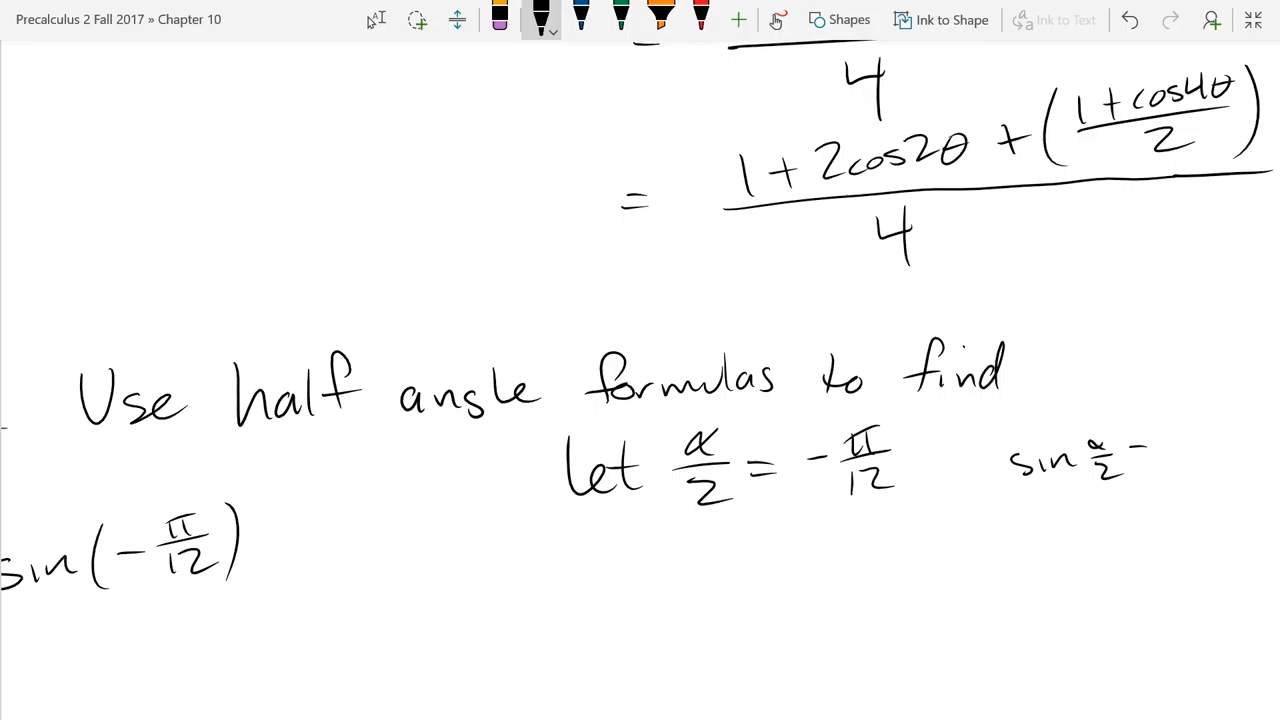 Precalculus 2 Fall 2017 » Chapter 10 Shapes Ink to Shape Ink to Text
4
= (1 + 2cos2θ + ((1 + cos4θ)/2))/4
Use half angle formulas to find
let α/2 = -π/12 sin α/2 -
sin(-π/12)